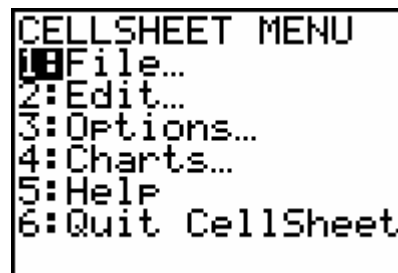 CELLSHEET MENU
1:File…
2:Edit…
3:Options…
4:Charts…
5:Help
6:Quit CellSheet